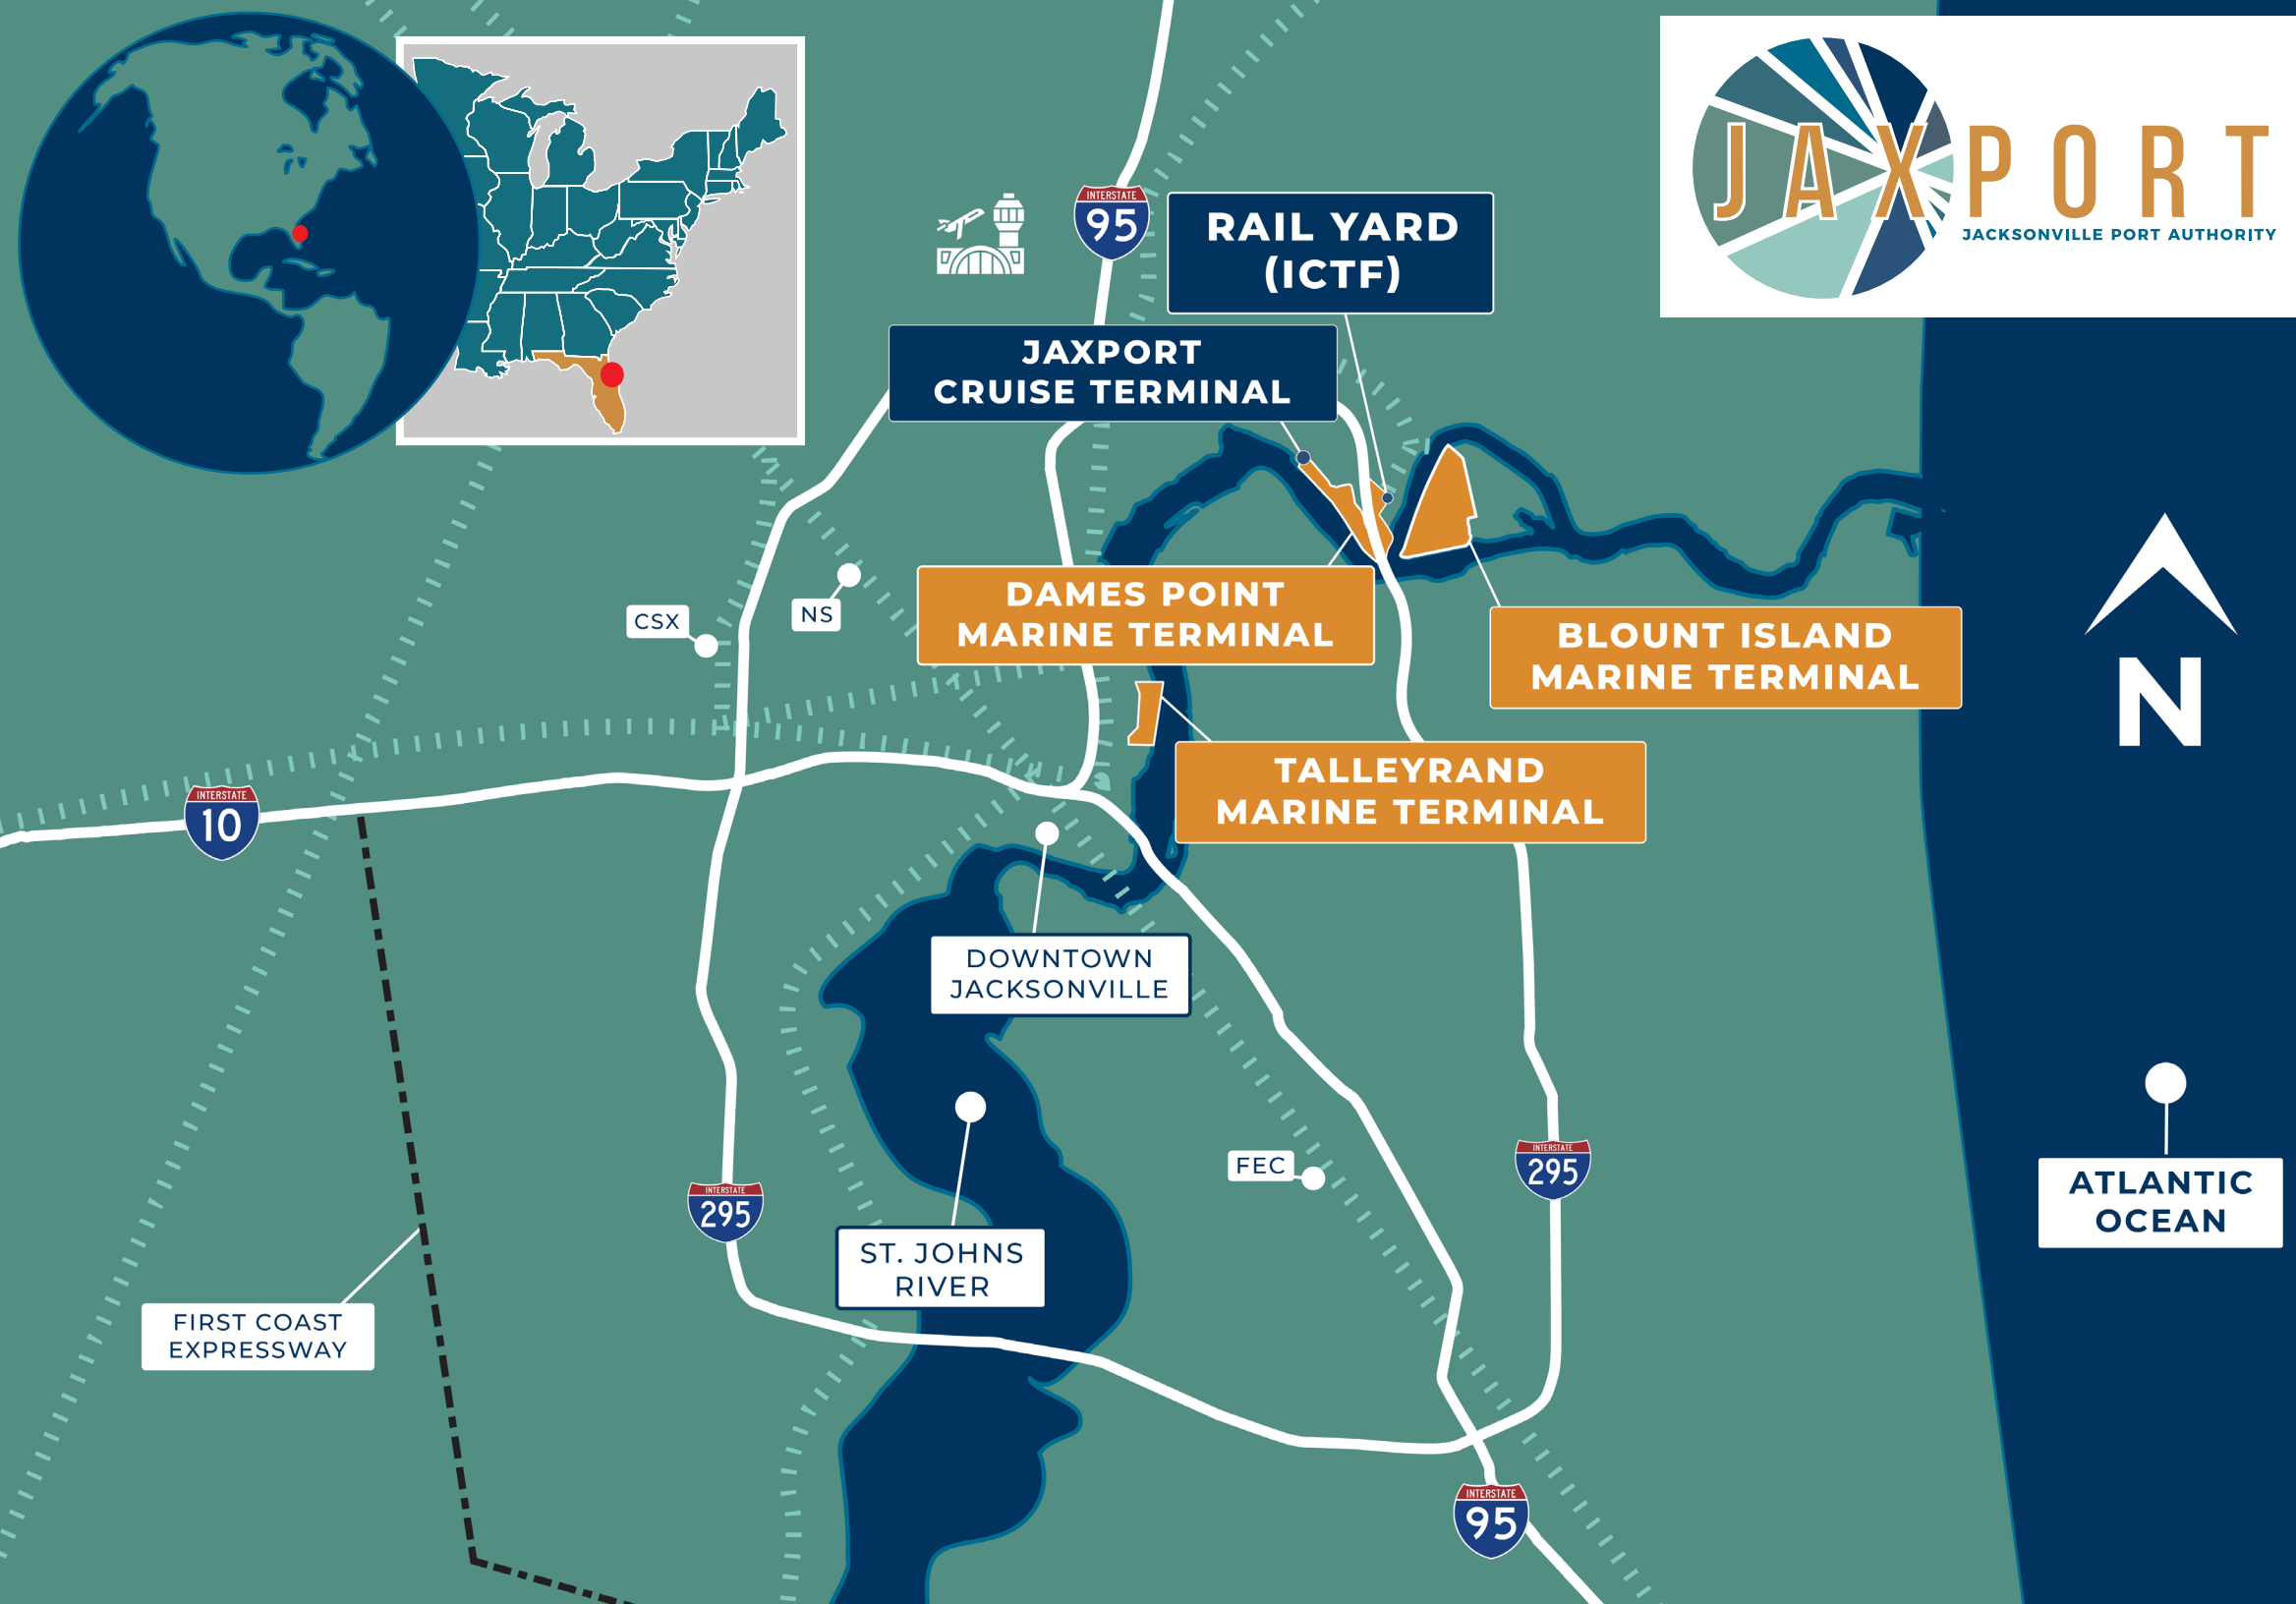 JAXPORT
JACKSONVILLE PORT AUTHORITY
INTERSTATE
95
RAIL YARD
(ICTF)
JAXPORT
CRUISE TERMINAL
DAMES POINT
MARINE TERMINAL
CSX
NS
BLOUNT ISLAND
MARINE TERMINAL
N
TALLEYRAND
MARINE TERMINAL
INTERSTATE
10
DOWNTOWN
JACKSONVILLE
FEC
INTERSTATE
295
INTERSTATE
295
ATLANTIC
OCEAN
ST. JOHNS
RIVER
FIRST COAST
EXPRESSWAY
INTERSTATE
95